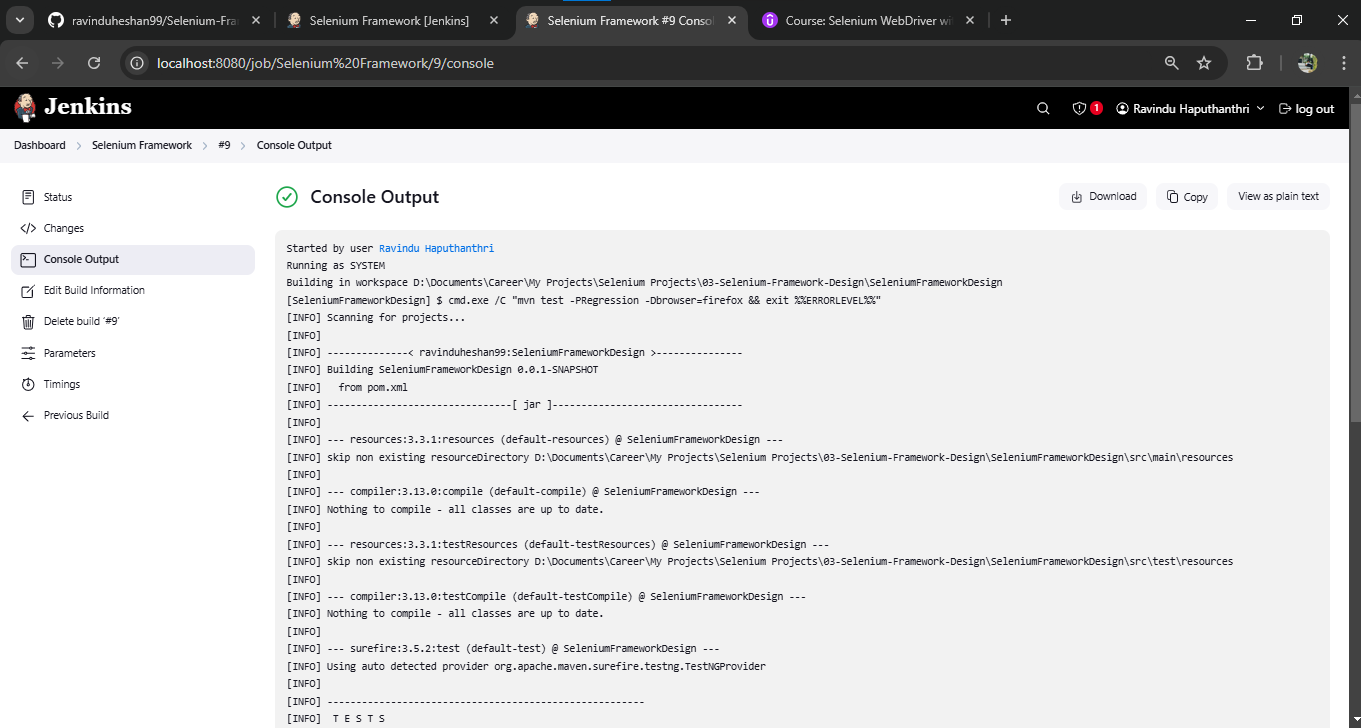 ravinduheshan99/Selenium-Fra
Selenium Framework [Jenkins]
Selenium Framework #9 Conso
Course: Selenium WebDriver wi
localhost:8080/job/Selenium%20Framework/9/console
Jenkins
1
Ravindu Haputhanthri
log out
Dashboard
Selenium Framework
#9
Console Output
Status
Changes
Console Output
Edit Build Information
Delete build ‘#9’
Parameters
Timings
Previous Build
Console Output
Download
Copy
View as plain text
Started by user Ravindu Haputhanthri
Running as SYSTEM
Building in workspace D:\Documents\Career\My Projects\Selenium Projects\03-Selenium-Framework-Design\SeleniumFrameworkDesign
[SeleniumFrameworkDesign] $ cmd.exe /C "mvn test -PRegression -Dbrowser=firefox && exit %%ERRORLEVEL%%"
[INFO] Scanning for projects...
[INFO]
[INFO] --------------< ravinduheshan99:SeleniumFrameworkDesign >---------------
[INFO] Building SeleniumFrameworkDesign 0.0.1-SNAPSHOT
[INFO]   from pom.xml
[INFO] --------------------------------[ jar ]---------------------------------
[INFO]
[INFO] --- resources:3.3.1:resources (default-resources) @ SeleniumFrameworkDesign ---
[INFO] skip non existing resourceDirectory D:\Documents\Career\My Projects\Selenium Projects\03-Selenium-Framework-Design\SeleniumFrameworkDesign\src\main\resources
[INFO]
[INFO] --- compiler:3.13.0:compile (default-compile) @ SeleniumFrameworkDesign ---
[INFO] Nothing to compile - all classes are up to date.
[INFO]
[INFO] --- resources:3.3.1:testResources (default-testResources) @ SeleniumFrameworkDesign ---
[INFO] skip non existing resourceDirectory D:\Documents\Career\My Projects\Selenium Projects\03-Selenium-Framework-Design\SeleniumFrameworkDesign\src\test\resources
[INFO]
[INFO] --- compiler:3.13.0:testCompile (default-testCompile) @ SeleniumFrameworkDesign ---
[INFO] Nothing to compile - all classes are up to date.
[INFO]
[INFO] --- surefire:3.5.2:test (default-test) @ SeleniumFrameworkDesign ---
[INFO] Using auto detected provider org.apache.maven.surefire.testng.TestNGProvider
[INFO]
[INFO] -------------------------------------------------------
[INFO]  T E S T S